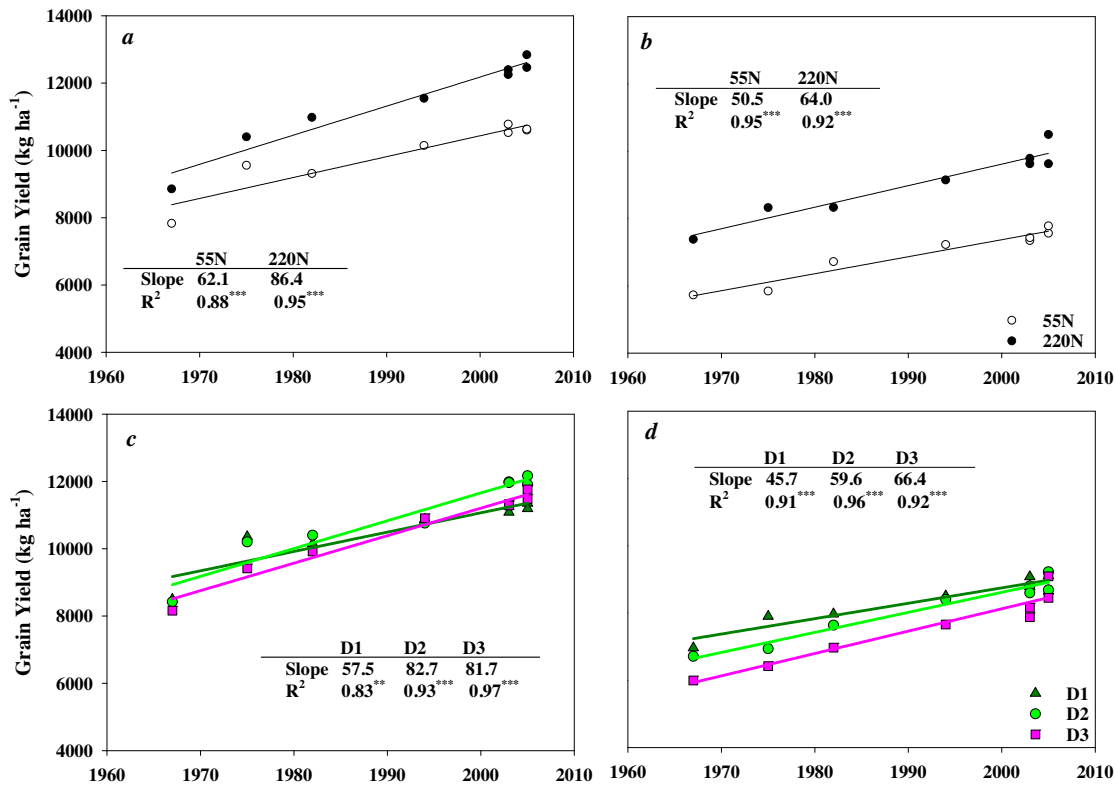 a
14000
12000
10000
8000
6000
4000
Grain Yield (kg ha⁻¹)
55N 220N
Slope 62.1 86.4
R² 0.88*** 0.95***
1960 1970 1980 1990 2000 2010
b
55N 220N
Slope 50.5 64.0
R² 0.95*** 0.92***
55N
220N
1960 1970 1980 1990 2000 2010
c
14000
12000
10000
8000
6000
4000
Grain Yield (kg ha⁻¹)
D1 D2 D3
Slope 57.5 82.7 81.7
R² 0.83** 0.93*** 0.97***
1960 1970 1980 1990 2000 2010
d
D1 D2 D3
Slope 45.7 59.6 66.4
R² 0.91*** 0.96*** 0.92***
D1
D2
D3
1960 1970 1980 1990 2000 2010